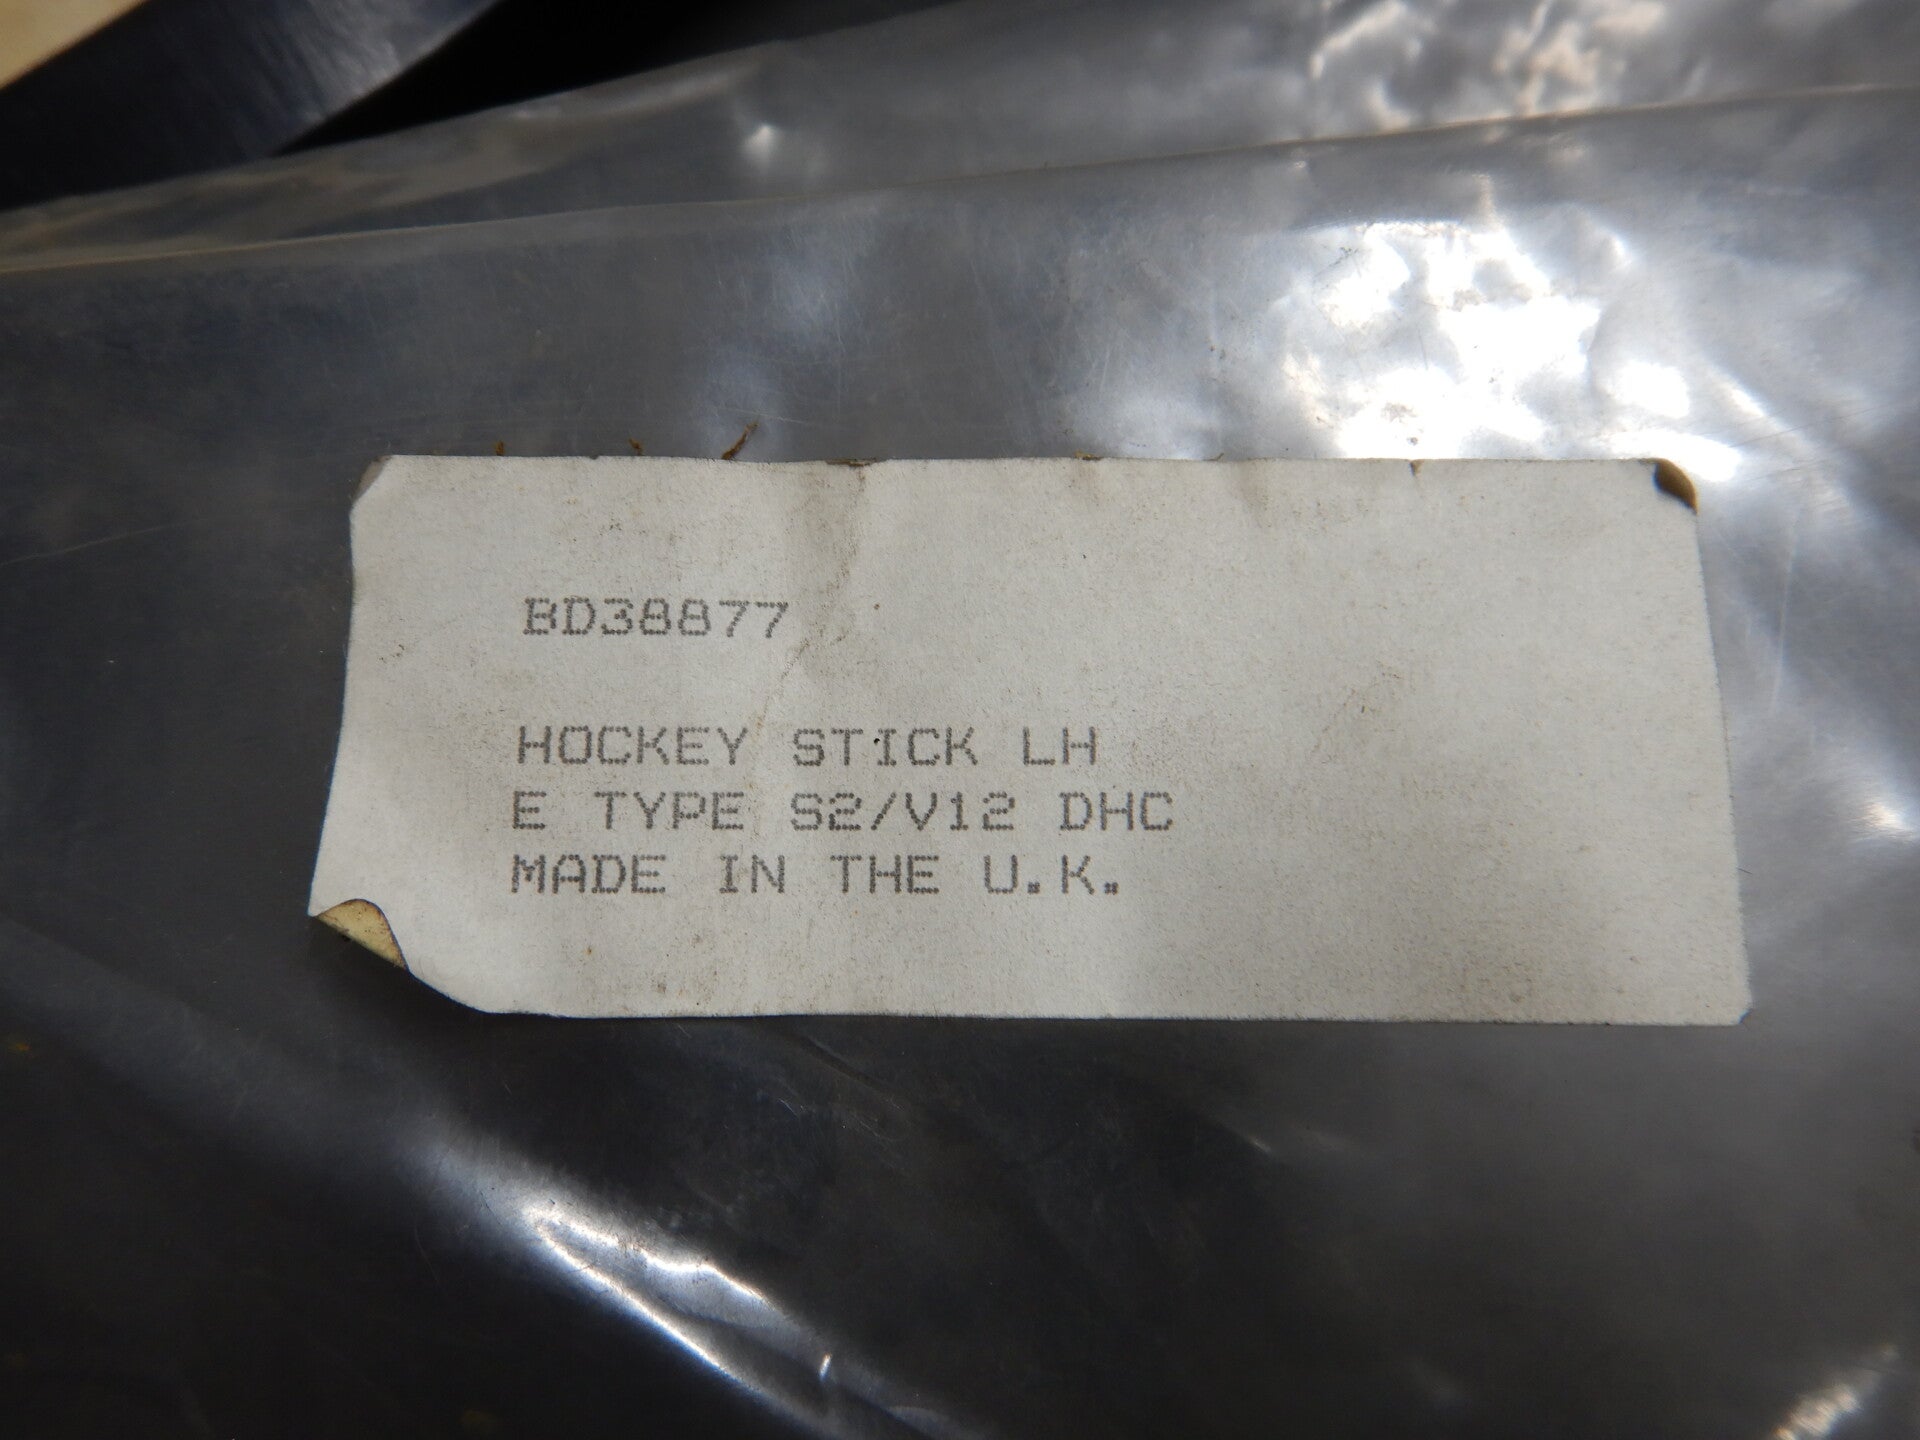 BD38877
HOCKEY STICK LH
E TYPE S2/V12 DHC
MADE IN THE U.K.